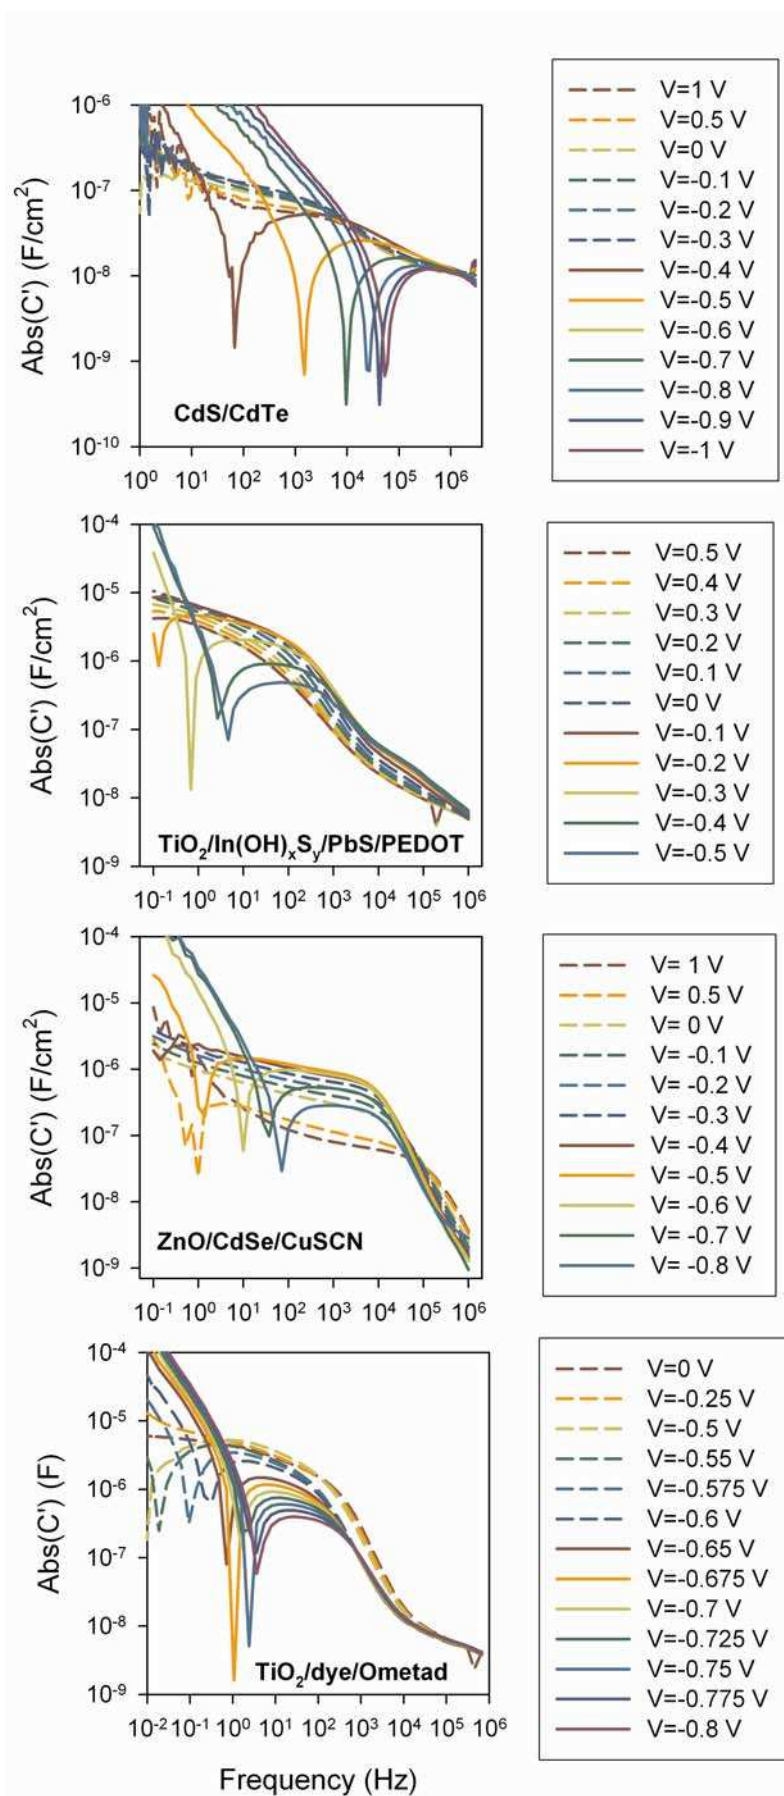 Abs(C') (F/cm²)
10⁻⁶
10⁻⁷
10⁻⁸
10⁻⁹
10⁻¹⁰
CdS/CdTe
10⁰ 10¹ 10² 10³ 10⁴ 10⁵ 10⁶
V=1 V
V=0.5 V
V=0 V
V=-0.1 V
V=-0.2 V
V=-0.3 V
V=-0.4 V
V=-0.5 V
V=-0.6 V
V=-0.7 V
V=-0.8 V
V=-0.9 V
V=-1 V
Abs(C') (F/cm²)
10⁻⁴
10⁻⁵
10⁻⁶
10⁻⁷
10⁻⁸
10⁻⁹
TiO₂/In(OH)ₓSᵧ/PbS/PEDOT
10⁻¹ 10⁰ 10¹ 10² 10³ 10⁴ 10⁵ 10⁶
V=0.5 V
V=0.4 V
V=0.3 V
V=0.2 V
V=0.1 V
V=0 V
V=-0.1 V
V=-0.2 V
V=-0.3 V
V=-0.4 V
V=-0.5 V
Abs(C') (F/cm²)
10⁻⁴
10⁻⁵
10⁻⁶
10⁻⁷
10⁻⁸
10⁻⁹
ZnO/CdSe/CuSCN
10⁻¹ 10⁰ 10¹ 10² 10³ 10⁴ 10⁵ 10⁶
V= 1 V
V= 0.5 V
V= 0 V
V= -0.1 V
V= -0.2 V
V= -0.3 V
V= -0.4 V
V= -0.5 V
V= -0.6 V
V= -0.7 V
V= -0.8 V
Abs(C') (F)
10⁻⁴
10⁻⁵
10⁻⁶
10⁻⁷
10⁻⁸
10⁻⁹
TiO₂/dye/Ometad
10⁻² 10⁻¹ 10⁰ 10¹ 10² 10³ 10⁴ 10⁵ 10⁶
Frequency (Hz)
V=0 V
V=-0.25 V
V=-0.5 V
V=-0.55 V
V=-0.575 V
V=-0.6 V
V=-0.65 V
V=-0.675 V
V=-0.7 V
V=-0.725 V
V=-0.75 V
V=-0.775 V
V=-0.8 V